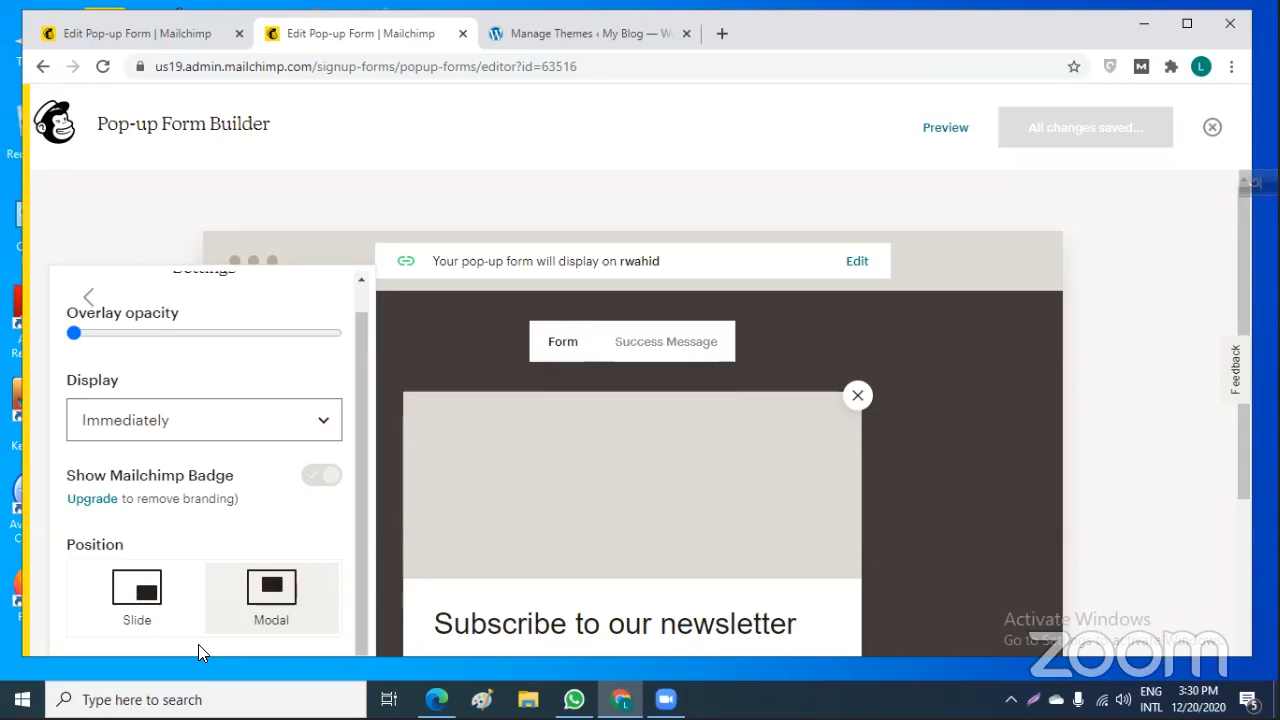 Edit Pop-up Form | Mailchimp
Edit Pop-up Form | Mailchimp
Manage Themes ‹ My Blog — W
us19.admin.mailchimp.com/signup-forms/popup-forms/editor?id=63516
M
L
Pop-up Form Builder
Preview
All changes saved...
Your pop-up form will display on rwahid
Edit
Settings
Overlay opacity
Display
Immediately
Show Mailchimp Badge
Upgrade to remove branding)
Position
Slide
Modal
Form
Success Message
Subscribe to our newsletter
Feedback
Activate Windows
zoom
Type here to search
ENG
INTL
3:30 PM
12/20/2020
5